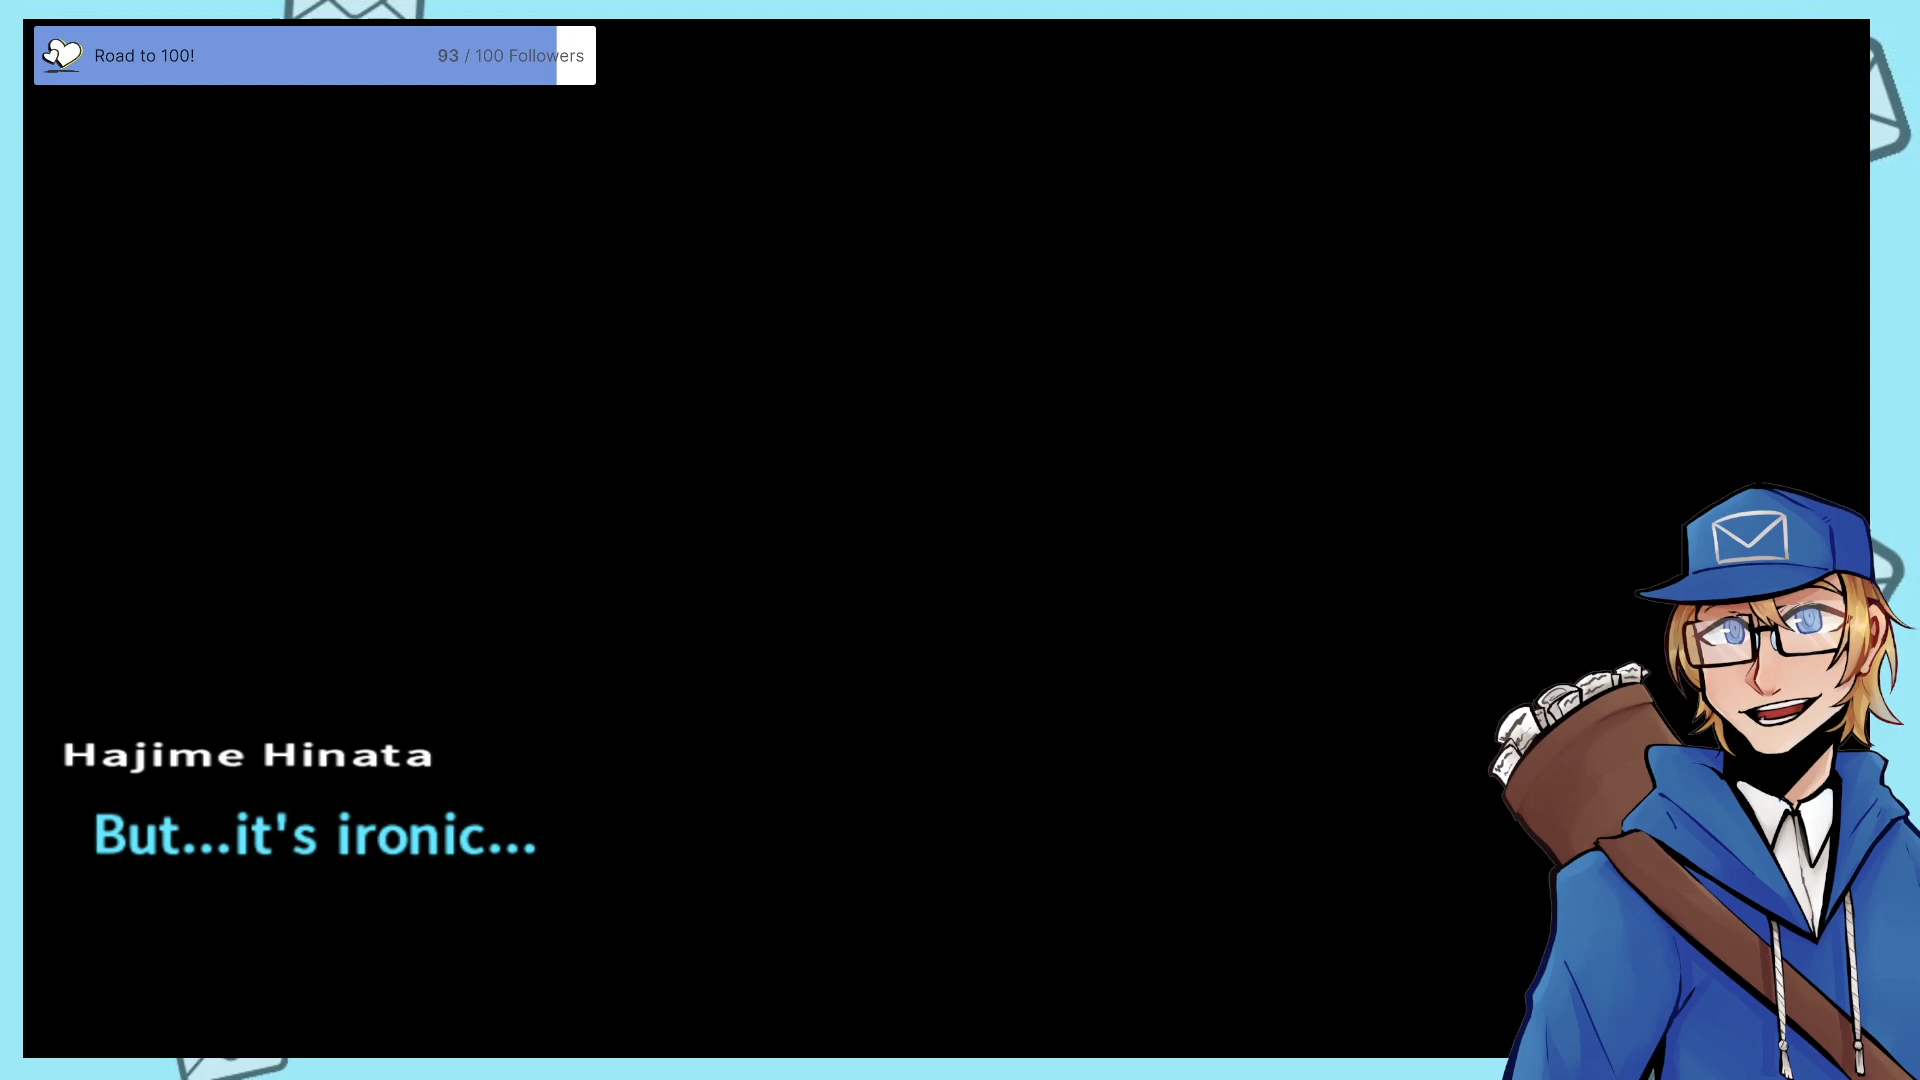 Road to 100!
93 / 100 Followers
Hajime Hinata
But...it's ironic...